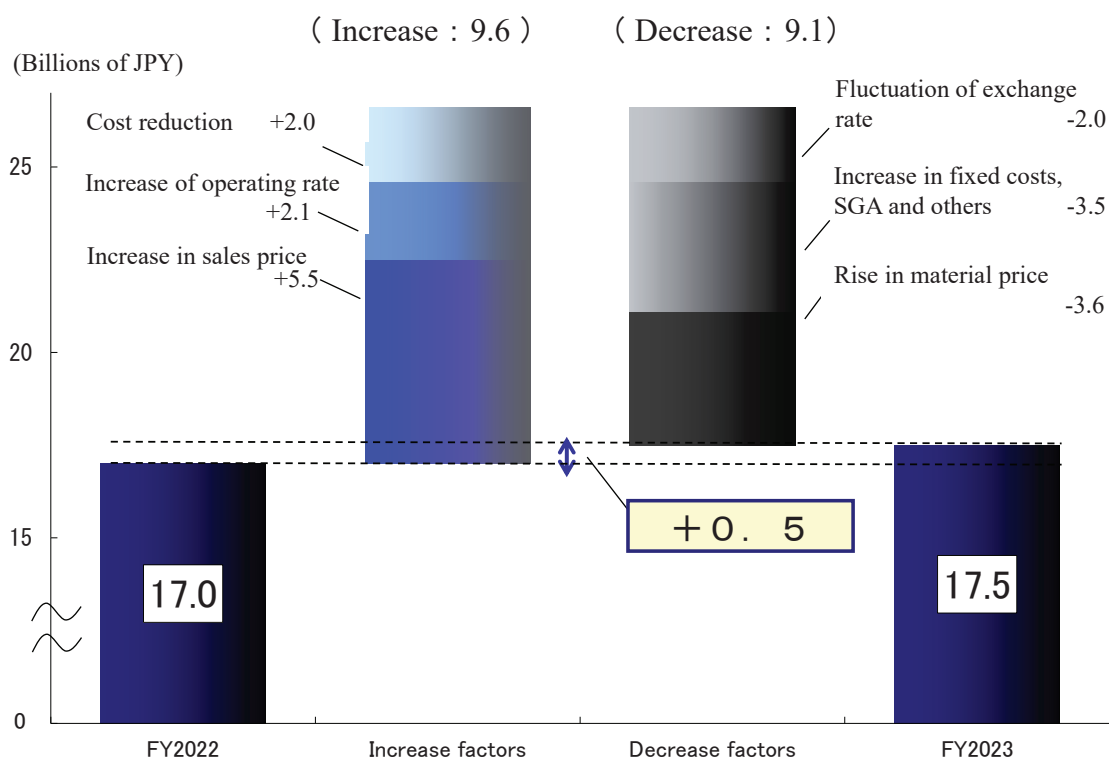 ( Increase : 9.6 )
( Decrease : 9.1)
(Billions of JPY)
Cost reduction +2.0
Increase of operating rate
+2.1
Increase in sales price
+5.5
Fluctuation of exchange
rate -2.0
Increase in fixed costs,
SGA and others -3.5
Rise in material price
-3.6
25
20
15
0
+0. 5
17.0
17.5
FY2022
Increase factors
Decrease factors
FY2023